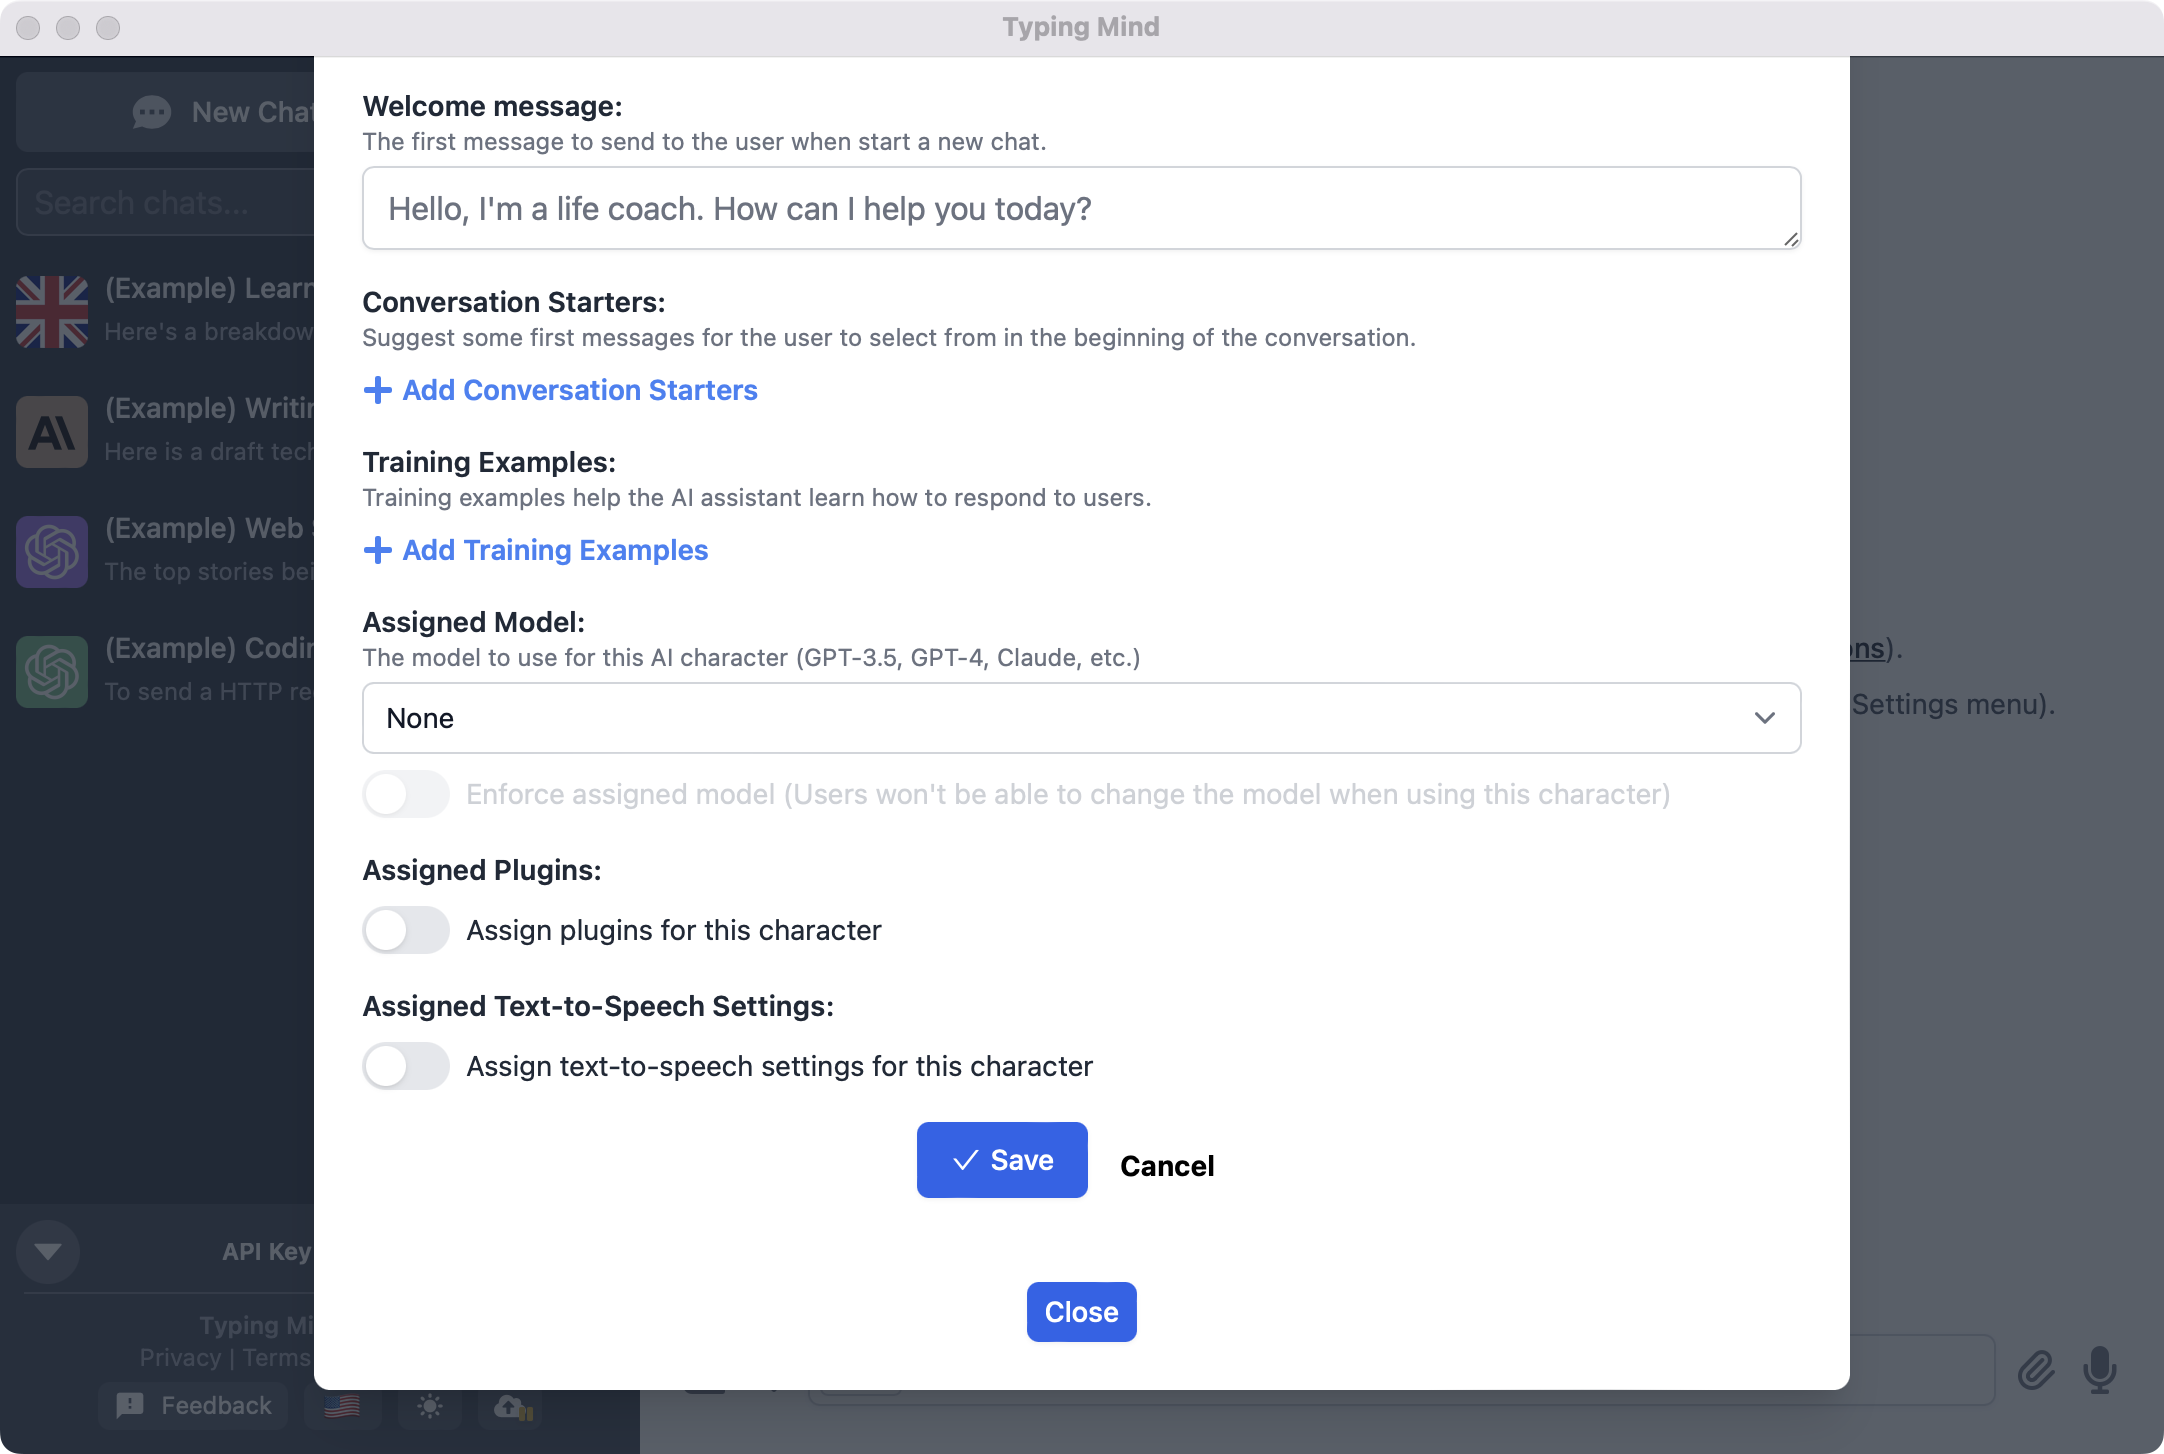 Typing Mind
New Chat
Search chats...
(Example) Learn
Here's a breakdow
(Example) Writin
Here is a draft tech
(Example) Web
The top stories bei
(Example) Codin
To send a HTTP re
API Key
Typing Mi
Privacy | Terms
Feedback
Welcome message:
The first message to send to the user when start a new chat.
Hello, I'm a life coach. How can I help you today?
Conversation Starters:
Suggest some first messages for the user to select from in the beginning of the conversation.
Add Conversation Starters
Training Examples:
Training examples help the AI assistant learn how to respond to users.
Add Training Examples
Assigned Model:
The model to use for this AI character (GPT-3.5, GPT-4, Claude, etc.)
None
Enforce assigned model (Users won't be able to change the model when using this character)
Assigned Plugins:
Assign plugins for this character
Assigned Text-to-Speech Settings:
Assign text-to-speech settings for this character
Save
Cancel
Close
ons).
Settings menu).